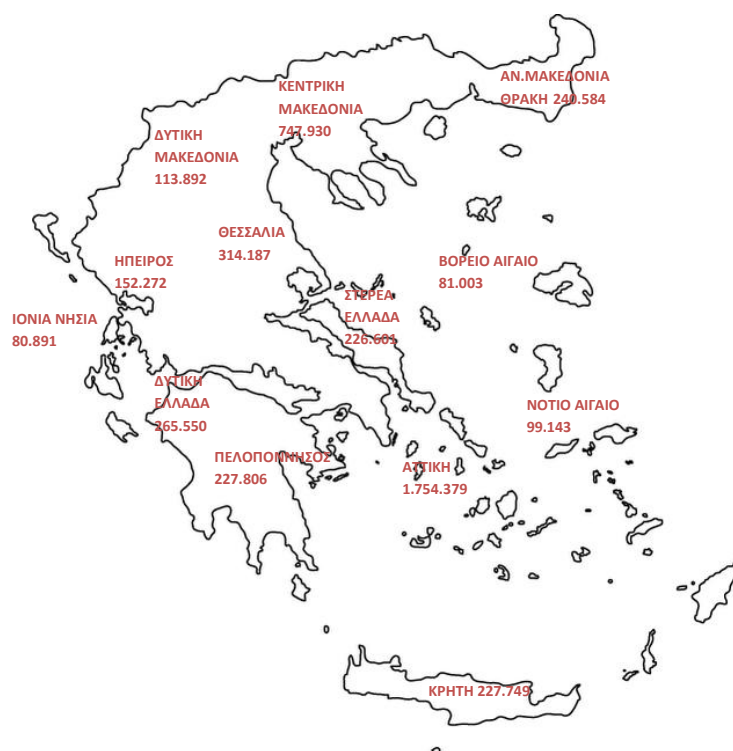 ΑΝ.ΜΑΚΕΔΟΝΙΑ
ΘΡΑΚΗ 240.584
ΚΕΝΤΡΙΚΗ
ΜΑΚΕΔΟΝΙΑ
747.930
ΔΥΤΙΚΗ
ΜΑΚΕΔΟΝΙΑ
113.892
ΘΕΣΣΑΛΙΑ
314.187
ΗΠΕΙΡΟΣ
152.272
ΒΟΡΕΙΟ ΑΙΓΑΙΟ
81.003
ΣΤΕΡΕΑ
ΕΛΛΑΔΑ
226.601
ΙΟΝΙΑ ΝΗΣΙΑ
80.891
ΔΥΤΙΚΗ
ΕΛΛΑΔΑ
265.550
ΝΟΤΙΟ ΑΙΓΑΙΟ
99.143
ΠΕΛΟΠΟΝΝΗΣΟΣ
227.806
ΑΤΤΙΚΗ
1.754.379
ΚΡΗΤΗ 227.749